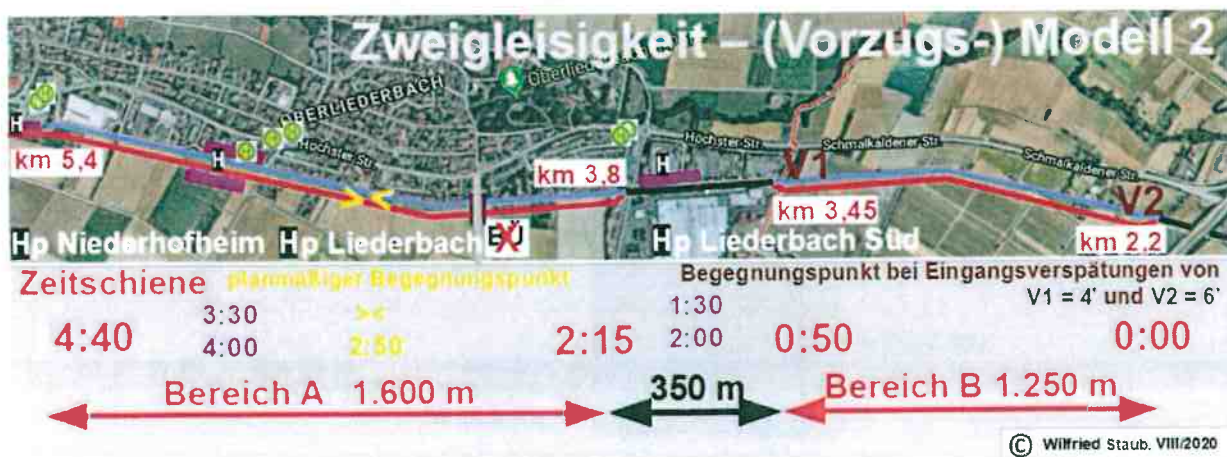 Zweigleisigkeit – (Vorzugs-) Modell 2
OBERLIEDERBACH
H
H
H
Höchster Str.
Höchster Str.
Schmalkaldener Str.
Schmalkaldener Str.
V1
V2
km 5,4
km 3,8
km 3,45
km 2.2
Hp Niederhofheim
Hp Liederbach
Hp Liederbach Süd
Zeitschiene
planmäßiger Begegnungspunkt
Begegnungspunkt bei Eingangsverspätungen von
V1 = 4' und V2 = 6'
3:30
><
1:30
4:40
4:00
2:50
2:15
2:00
0:50
0:00
Bereich A 1.600 m
350 m
Bereich B 1.250 m
© Wilfried Staub. VIII/2020